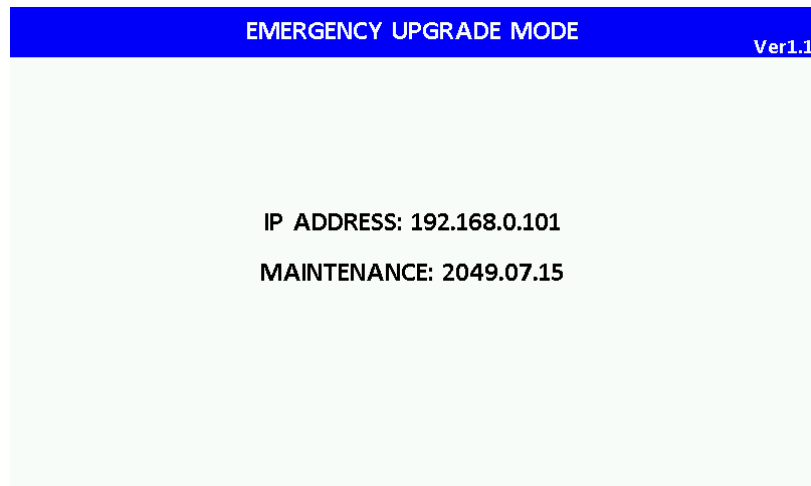 EMERGENCY UPGRADE MODE
Ver1.1
IP ADDRESS: 192.168.0.101
MAINTENANCE: 2049.07.15